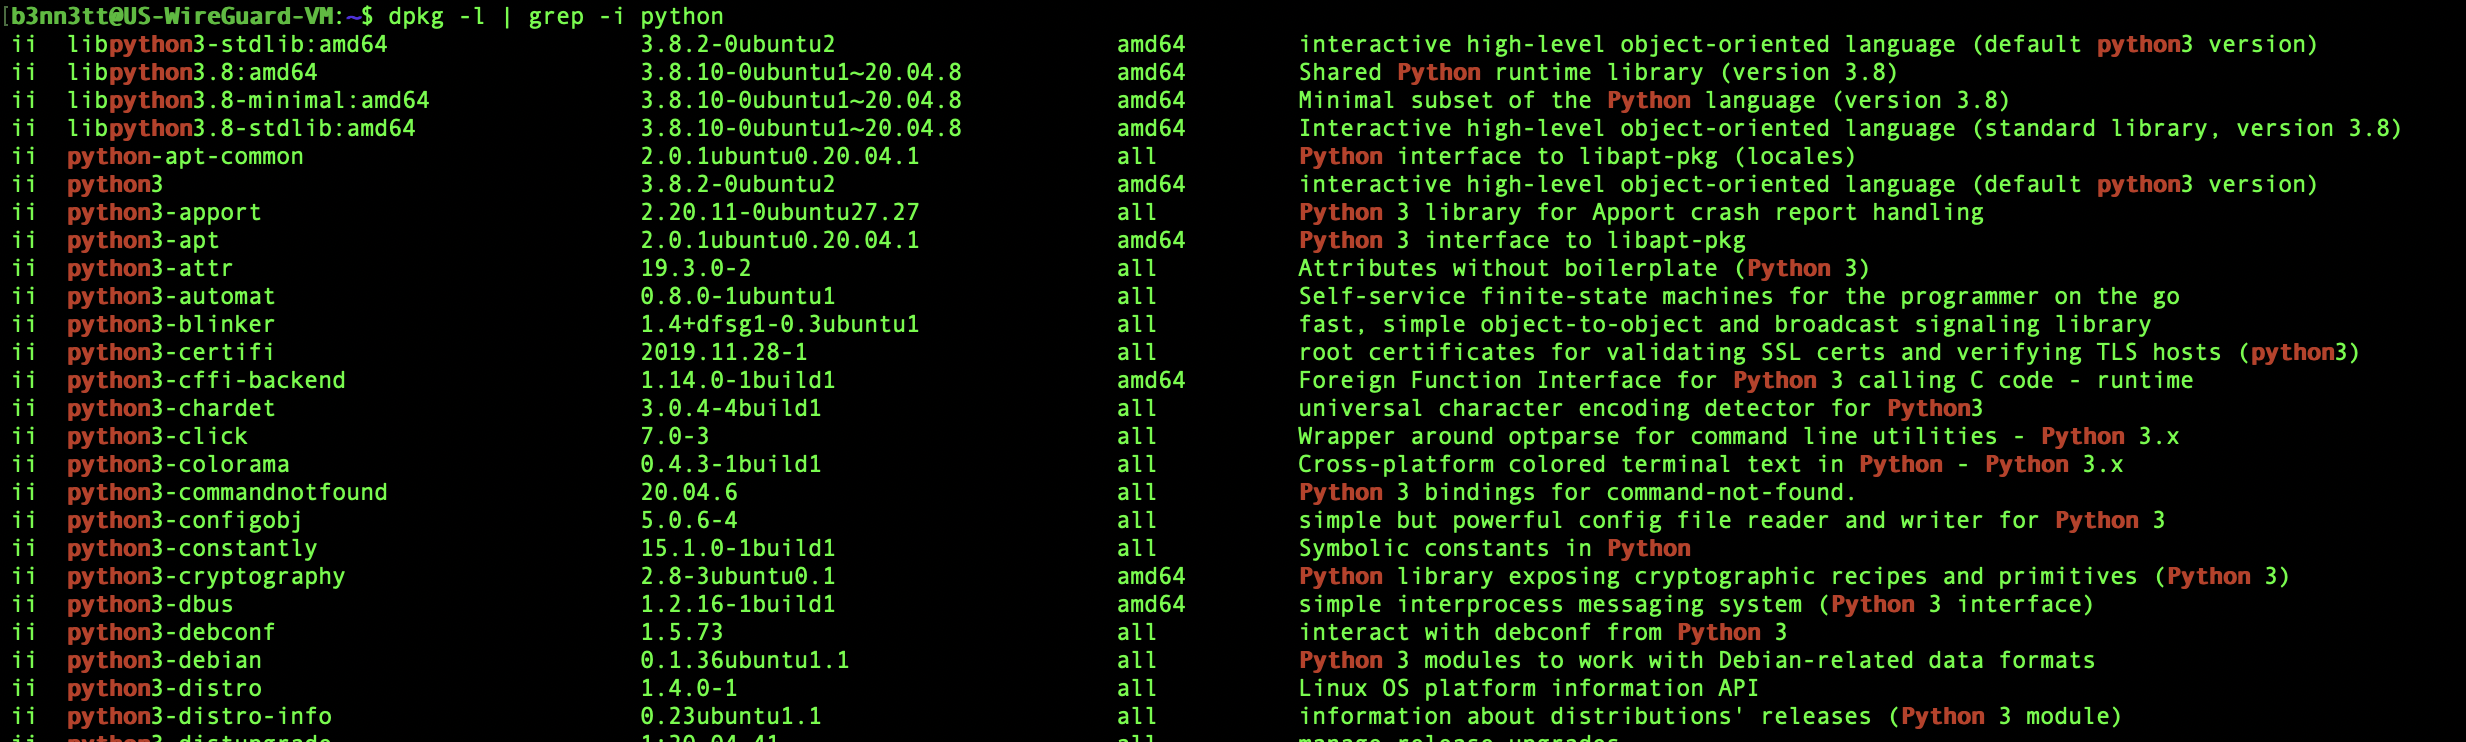 [b3nn3tt@US-WireGuard-VM:~$ dpkg -l | grep -i python
ii  libpython3-stdlib:amd64  3.8.2-0ubuntu2  amd64  interactive high-level object-oriented language (default python3 version)
ii  libpython3.8:amd64  3.8.10-0ubuntu1~20.04.8  amd64  Shared Python runtime library (version 3.8)
ii  libpython3.8-minimal:amd64  3.8.10-0ubuntu1~20.04.8  amd64  Minimal subset of the Python language (version 3.8)
ii  libpython3.8-stdlib:amd64  3.8.10-0ubuntu1~20.04.8  amd64  Interactive high-level object-oriented language (standard library, version 3.8)
ii  python-apt-common  2.0.1ubuntu0.20.04.1  all  Python interface to libapt-pkg (locales)
ii  python3  3.8.2-0ubuntu2  amd64  interactive high-level object-oriented language (default python3 version)
ii  python3-apport  2.20.11-0ubuntu27.27  all  Python 3 library for Apport crash report handling
ii  python3-apt  2.0.1ubuntu0.20.04.1  amd64  Python 3 interface to libapt-pkg
ii  python3-attr  19.3.0-2  all  Attributes without boilerplate (Python 3)
ii  python3-automat  0.8.0-1ubuntu1  all  Self-service finite-state machines for the programmer on the go
ii  python3-blinker  1.4+dfsg1-0.3ubuntu1  all  fast, simple object-to-object and broadcast signaling library
ii  python3-certifi  2019.11.28-1  all  root certificates for validating SSL certs and verifying TLS hosts (python3)
ii  python3-cffi-backend  1.14.0-1build1  amd64  Foreign Function Interface for Python 3 calling C code - runtime
ii  python3-chardet  3.0.4-4build1  all  universal character encoding detector for Python3
ii  python3-click  7.0-3  all  Wrapper around optparse for command line utilities - Python 3.x
ii  python3-colorama  0.4.3-1build1  all  Cross-platform colored terminal text in Python - Python 3.x
ii  python3-commandnotfound  20.04.6  all  Python 3 bindings for command-not-found.
ii  python3-configobj  5.0.6-4  all  simple but powerful config file reader and writer for Python 3
ii  python3-constantly  15.1.0-1build1  all  Symbolic constants in Python
ii  python3-cryptography  2.8-3ubuntu0.1  amd64  Python library exposing cryptographic recipes and primitives (Python 3)
ii  python3-dbus  1.2.16-1build1  amd64  simple interprocess messaging system (Python 3 interface)
ii  python3-debconf  1.5.73  all  interact with debconf from Python 3
ii  python3-debian  0.1.36ubuntu1.1  all  Python 3 modules to work with Debian-related data formats
ii  python3-distro  1.4.0-1  all  Linux OS platform information API
ii  python3-distro-info  0.23ubuntu1.1  all  information about distributions' releases (Python 3 module)
ii  python3-distupgrade  1:20.04.41  all  manage release upgrades